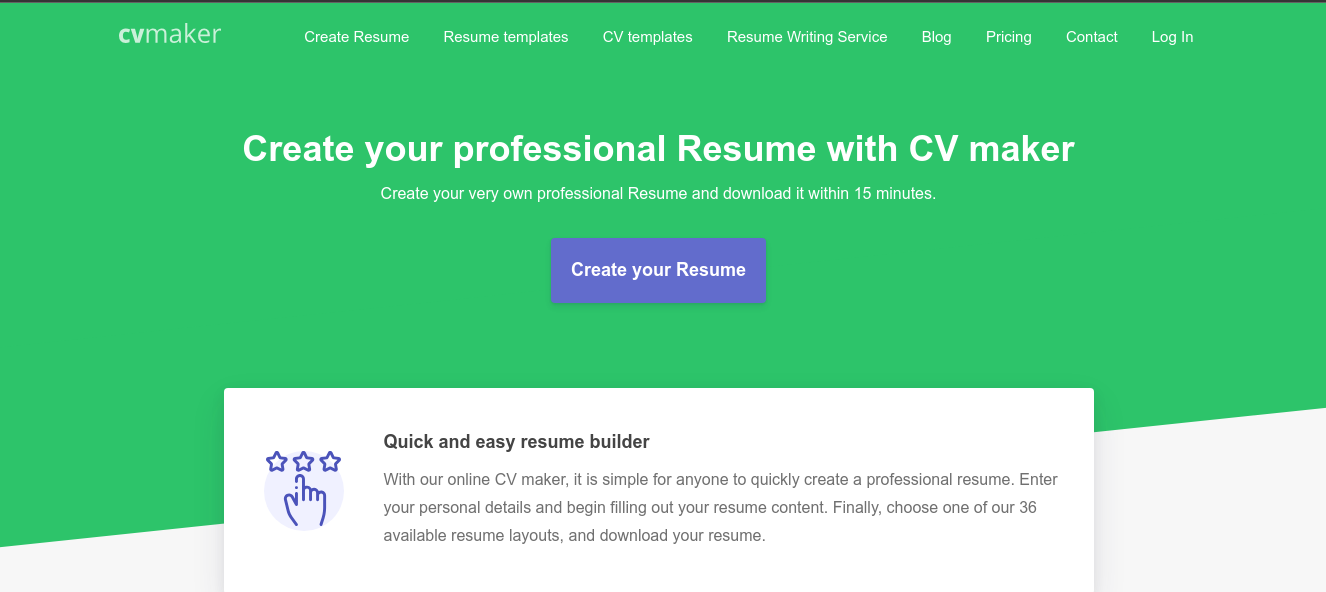 cvmaker
Create Resume
Resume templates
CV templates
Resume Writing Service
Blog
Pricing
Contact
Log In
Create your professional Resume with CV maker
Create your very own professional Resume and download it within 15 minutes.
Create your Resume
Quick and easy resume builder
With our online CV maker, it is simple for anyone to quickly create a professional resume. Enter
your personal details and begin filling out your resume content. Finally, choose one of our 36
available resume layouts, and download your resume.